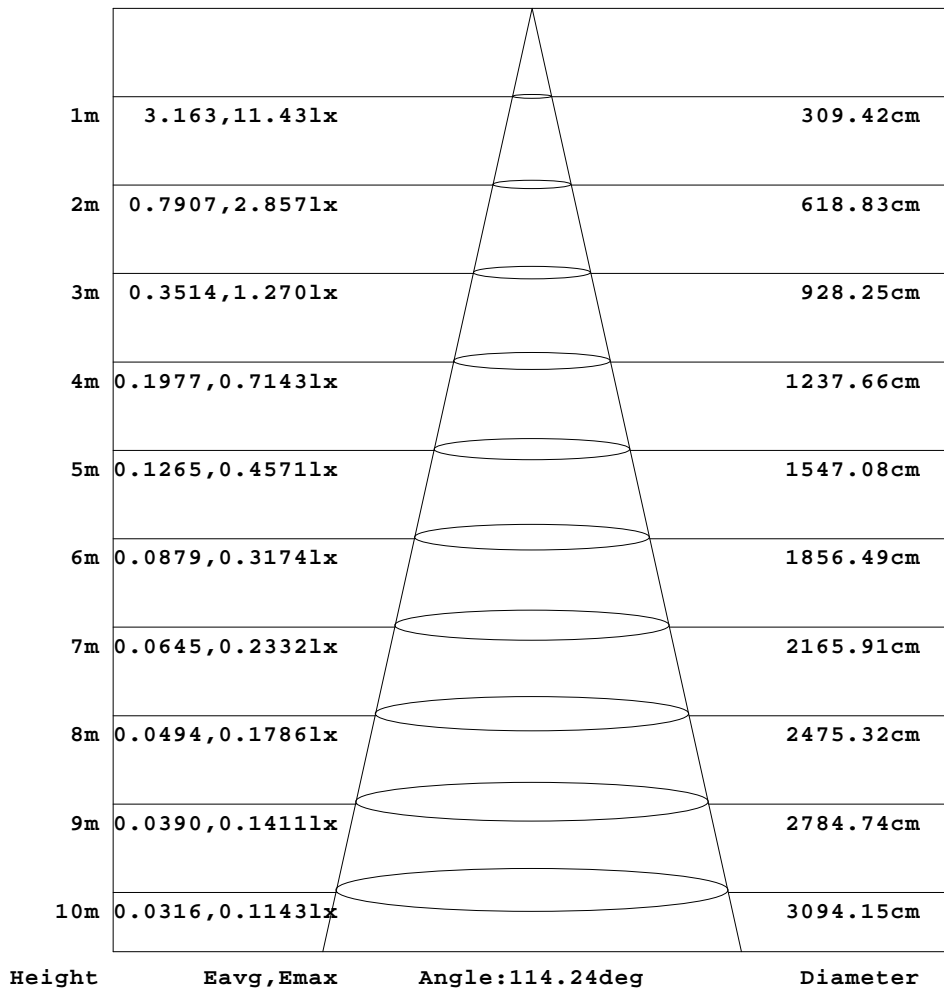 1m 3.163,11.43lx 309.42cm
2m 0.7907,2.857lx 618.83cm
3m 0.3514,1.270lx 928.25cm
4m 0.1977,0.7143lx 1237.66cm
5m 0.1265,0.4571lx 1547.08cm
6m 0.0879,0.3174lx 1856.49cm
7m 0.0645,0.2332lx 2165.91cm
8m 0.0494,0.1786lx 2475.32cm
9m 0.0390,0.1411lx 2784.74cm
10m 0.0316,0.1143lx 3094.15cm
Height Eavg,Emax Angle:114.24deg Diameter